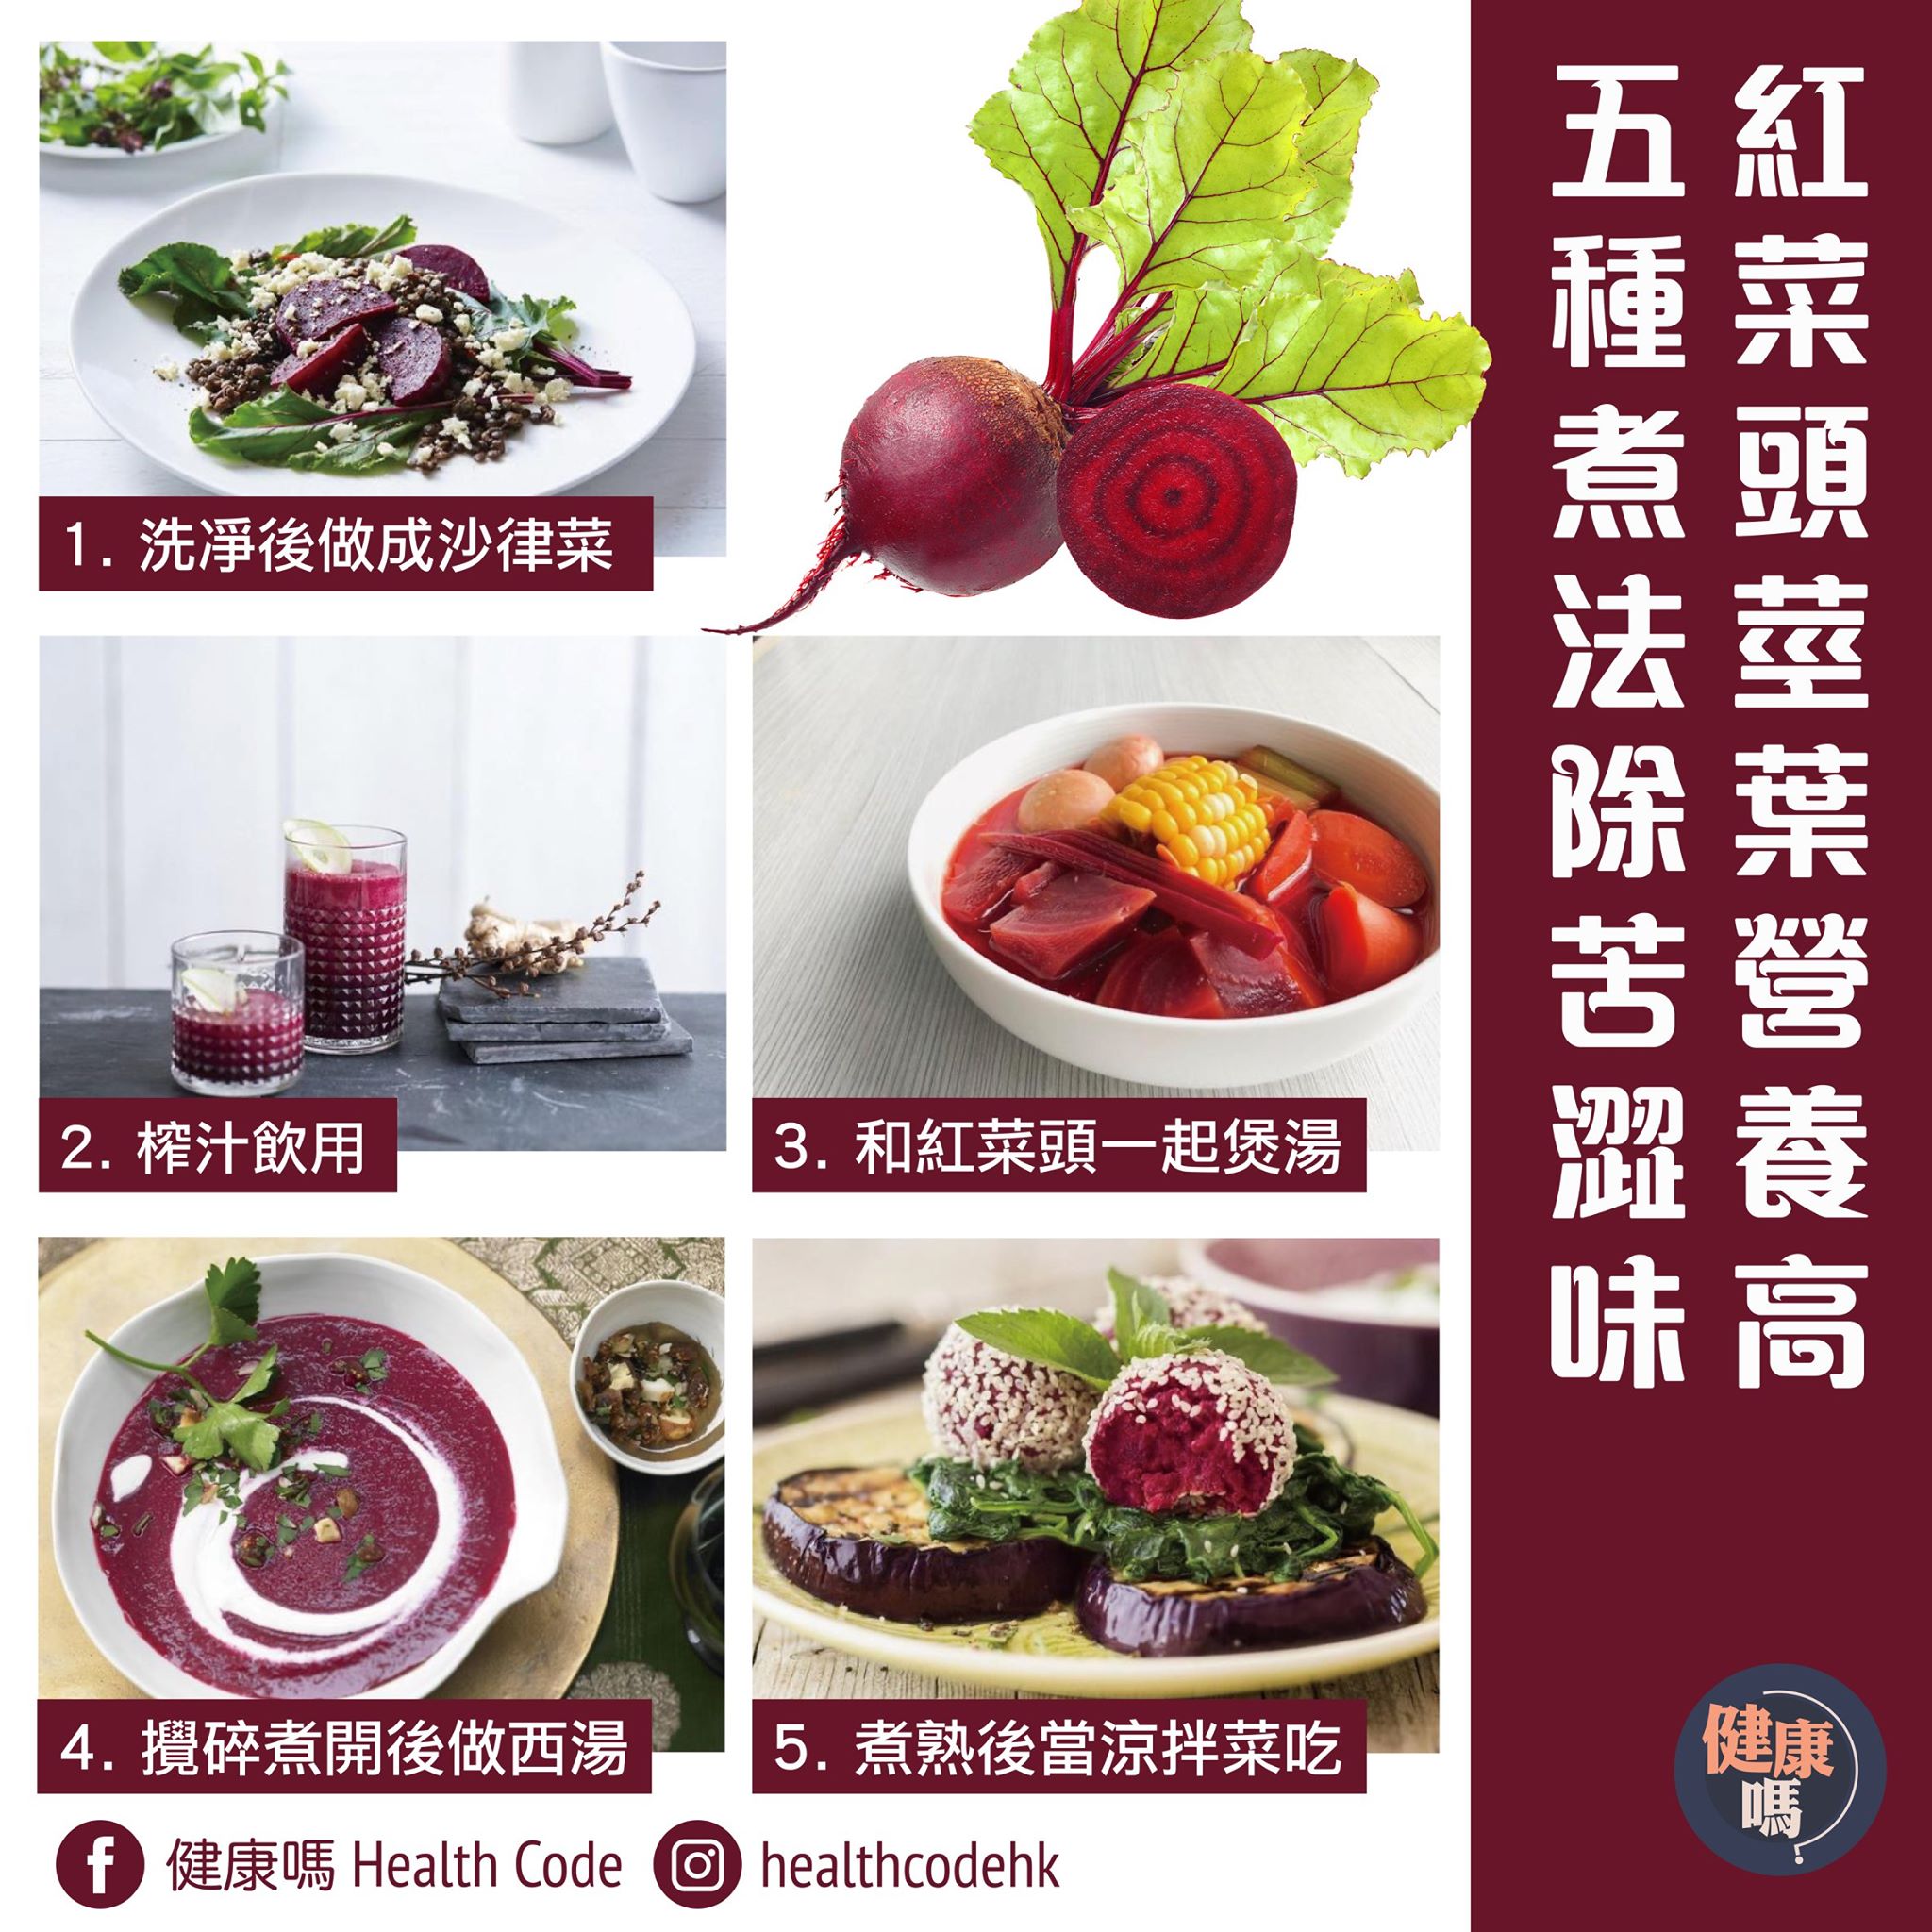 紅菜頭莖葉營養高
五種煮法除苦澀味
1. 洗淨後做成沙律菜
2. 榨汁飲用
3. 和紅菜頭一起煲湯
4. 攪碎煮開後做西湯
5. 煮熟後當涼拌菜吃
健康嗎 Health Code
healthcodehk
健康
嗎?